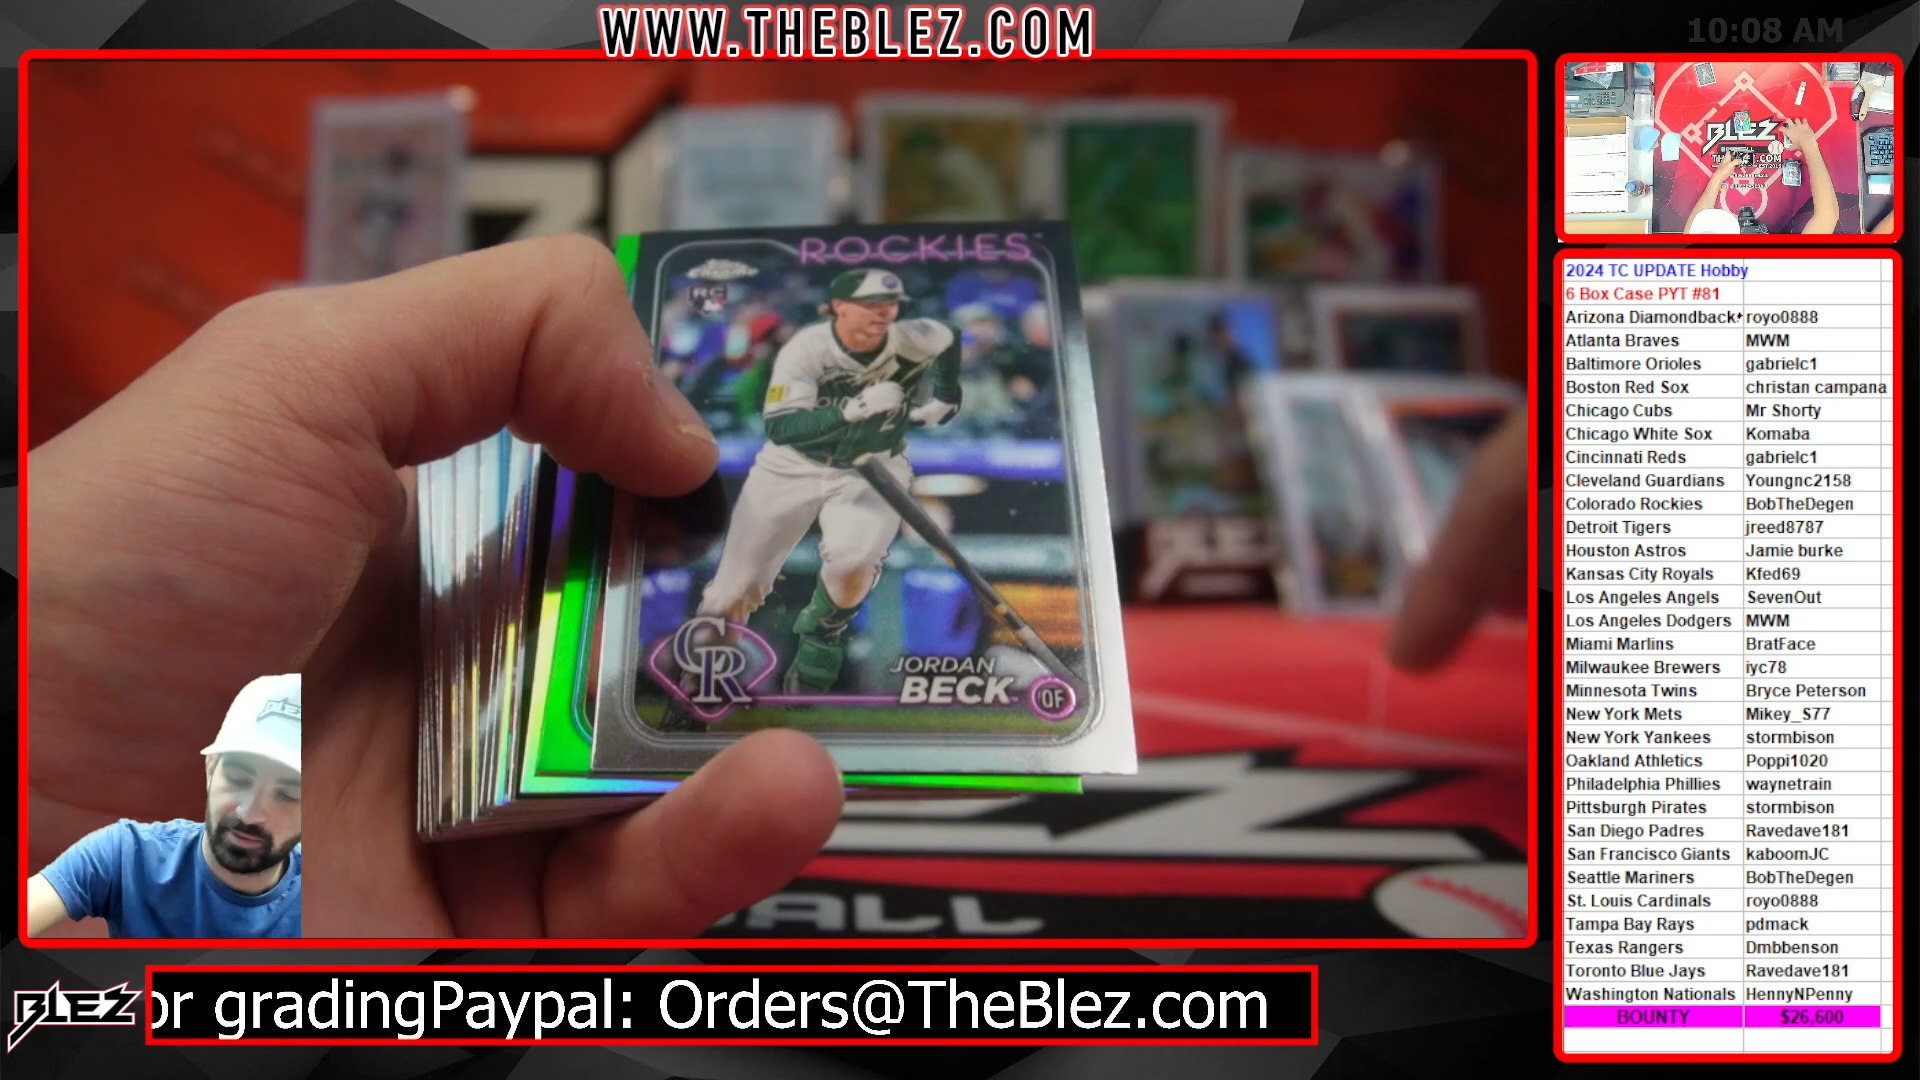 WWW.THEBLEZ.COM
10:08 AM
ROCKIES
Topps Chrome
RC
CR
JORDAN
BECK
OF
BLEZ
BLEZ
or gradingPaypal: Orders@TheBlez.com
2024 TC UPDATE Hobby
6 Box Case PYT #81
Arizona Diamondback royo0888
Atlanta Braves MWM
Baltimore Orioles gabrielc1
Boston Red Sox christan campana
Chicago Cubs Mr Shorty
Chicago White Sox Komaba
Cincinnati Reds gabrielc1
Cleveland Guardians Youngnc2158
Colorado Rockies BobTheDegen
Detroit Tigers jreed8787
Houston Astros Jamie burke
Kansas City Royals Kfed69
Los Angeles Angels SevenOut
Los Angeles Dodgers MWM
Miami Marlins BratFace
Milwaukee Brewers iyc78
Minnesota Twins Bryce Peterson
New York Mets Mikey_S77
New York Yankees stormbison
Oakland Athletics Poppi1020
Philadelphia Phillies waynetrain
Pittsburgh Pirates stormbison
San Diego Padres Ravedave181
San Francisco Giants kaboomJC
Seattle Mariners BobTheDegen
St. Louis Cardinals royo0888
Tampa Bay Rays pdmack
Texas Rangers Dmbbenson
Toronto Blue Jays Ravedave181
Washington Nationals HennyNPenny
BOUNTY $26,600